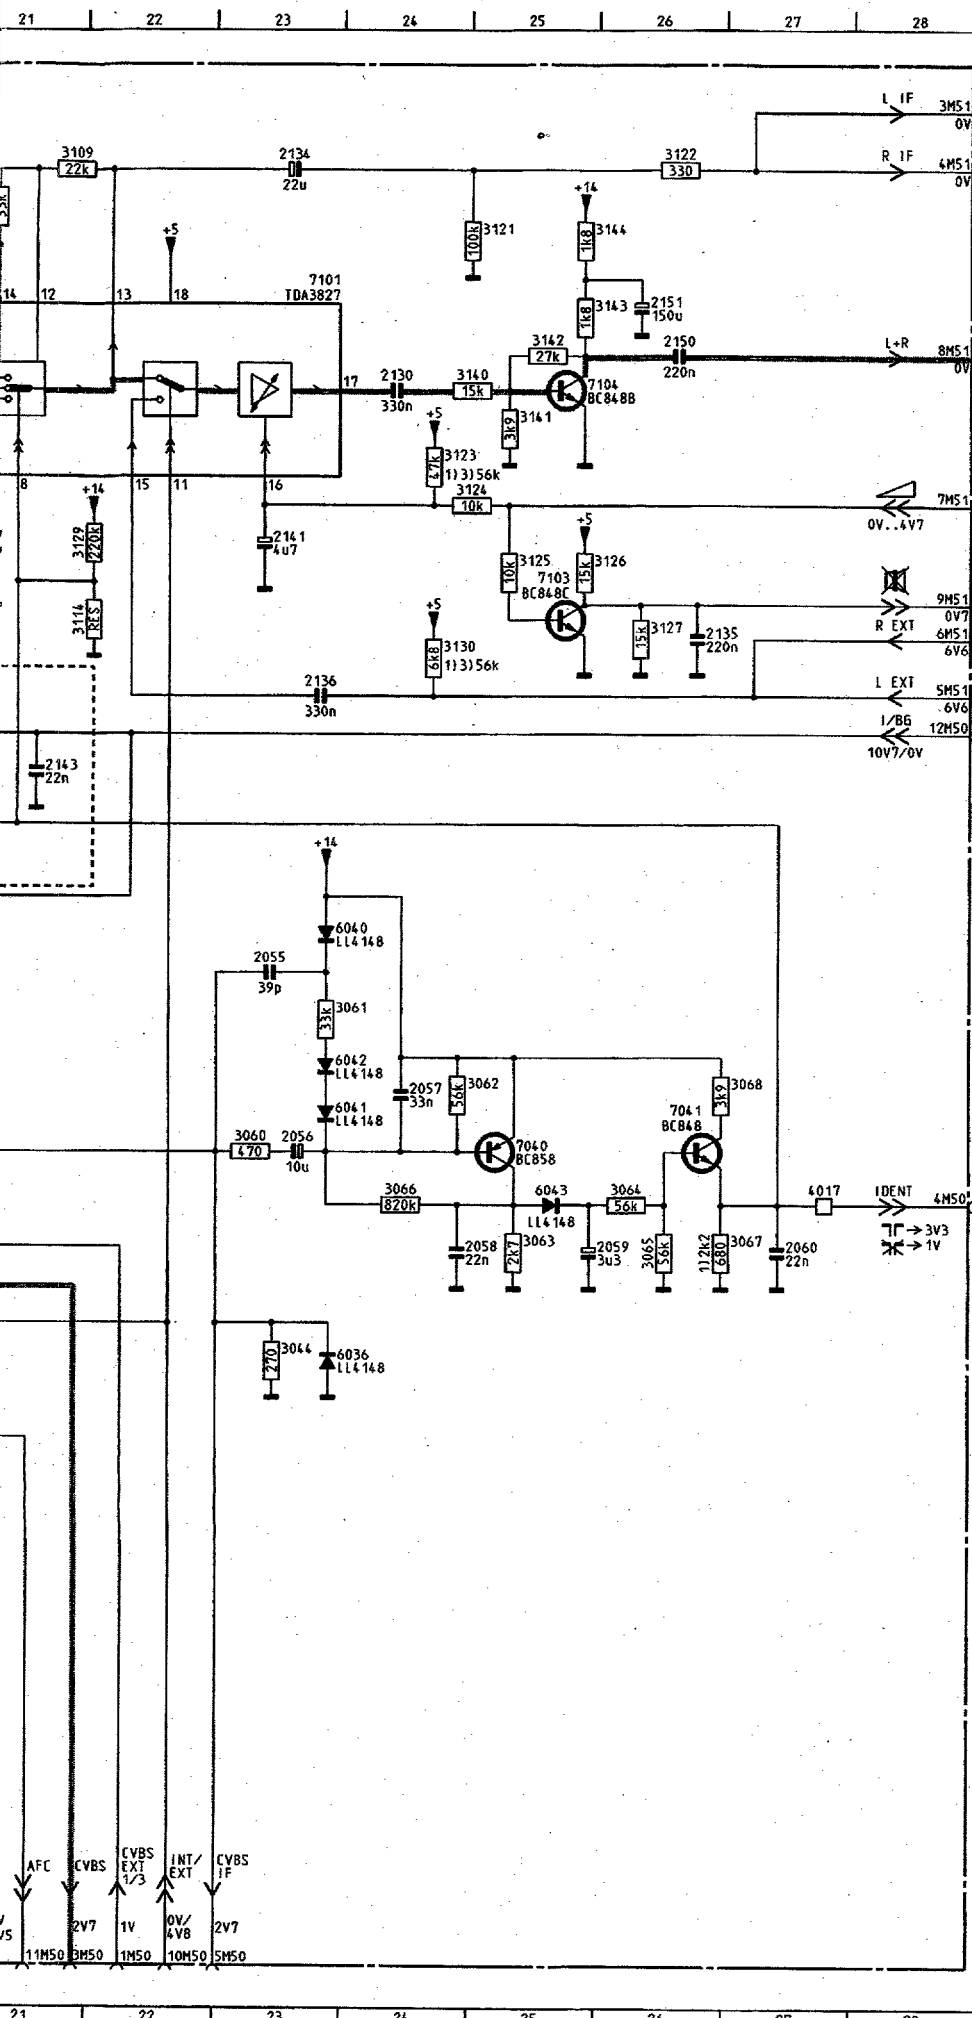 21 22 23 24 25 26 27 28
L IF 3M51
0V
R IF 4M51
0V
3109
22k
2134
22u
3122
330
+14
+5
100k 3121
1k8 3144
7101
TDA3827
14 12 13 18
1k8 3143
2151
150u
3142
27k
2150
220n
L+R 8M51
0V
17
2130
330n
3140
15k
7104
BC848B
3k9 3141
+5
47k 3123
1)3)56k
8 15 11 16
+14
3124
10k
7M51
0V..4V7
3129 220k
2141
4u7
+5
10k 3125
7103
BC848C
15k 3126
9M51
0V7
3114 RES
+5
6k8 3130
1)3)56k
15k 3127
2135
220n
R EXT 6M51
6V6
2136
330n
L EXT 5M51
6V6
I/BG 12M50
10V7/0V
2143
22n
+14
6040
LL4148
2055
39p
33k 3061
6042
LL4148
2057
33n
56k 3062
3k9 3068
6041
LL4148
7041
BC848
3060
470
2056
10u
7040
BC858
3066
820k
6043
LL4148
3064
56k
4017
IDENT 4M50
→3V3
→1V
2058
22n
2k7 3063
2059
3u3
3065 56k
1)2k2 680 3067
2060
22n
270 3044
6036
LL4148
AFC
CVBS
CVBS
EXT
1/3
INT/
EXT
CVBS
IF
2V7
1V
0V/
4V8
2V7
11M50 3M50 1M50 10M50 5M50
21 22 23 24 25 26 27 28